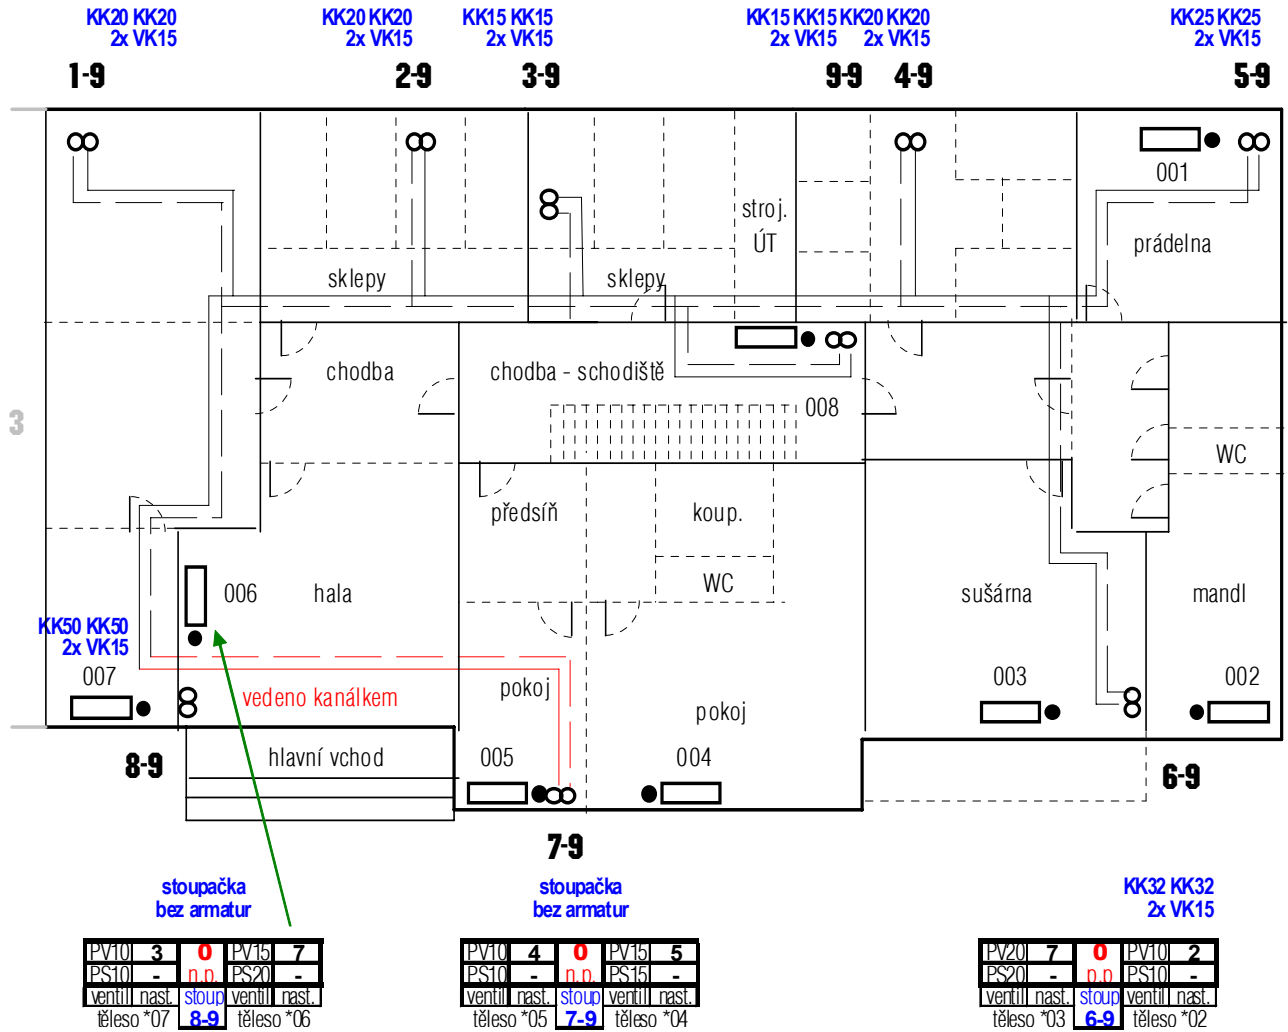 KK20 KK20 KK20 KK20 KK15 KK15 KK15 KK15 KK20 KK20 KK25 KK25
2x VK15 2x VK15 2x VK15 2x VK15 2x VK15 2x VK15
1-9 2-9 3-9 9-9 4-9 5-9
001
stroj.
ÚT
prádelna
sklepy sklepy
chodba chodba - schodiště
008
3
WC
předsíň koup.
WC
006 hala sušárna mandl
KK50 KK50
2x VK15
007 pokoj 003 002
vedeno kanálkem
pokoj
hlavní vchod 005 004
8-9 6-9
7-9
stoupačka stoupačka KK32 KK32
bez armatur bez armatur 2x VK15
PV10 3 0 PV15 7 PV10 4 0 PV15 5 PV20 7 0 PV10 2
PS10 - n.p. PS20 - PS10 - n.p. PS15 - PS20 - p.p PS10 -
ventil nast. stoup ventil nast. ventil nast. stoup ventil nast. ventil nast. stoup ventil nast.
těleso *07 8-9 těleso *06 těleso *05 7-9 těleso *04 těleso *03 6-9 těleso *02